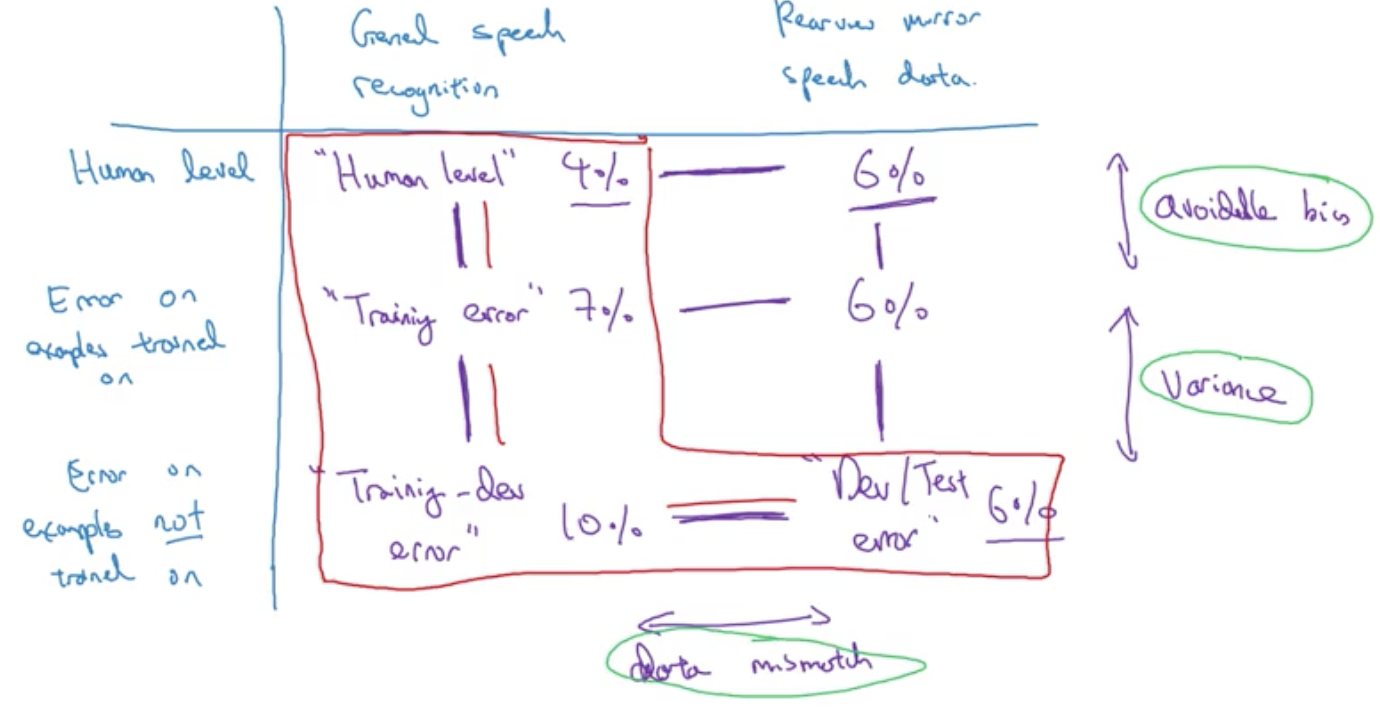 General speech
recognition
Rearview mirror
speech data.
Human level
"Human level" 4%
6%
avoidable bias
Error on
examples trained
on
"Training error" 7%
6%
Variance
Error on
examples not
trained on
"Training-dev
error" 10%
"Dev/Test
error" 6%
data mismatch